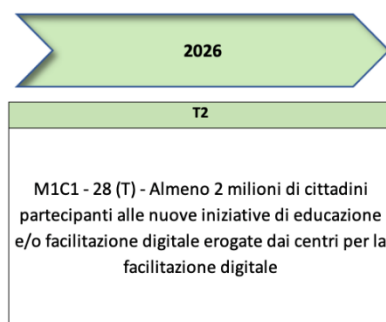 2026
T2
M1C1 - 28 (T) - Almeno 2 milioni di cittadini
partecipanti alle nuove iniziative di educazione
e/o facilitazione digitale erogate dai centri per la
facilitazione digitale